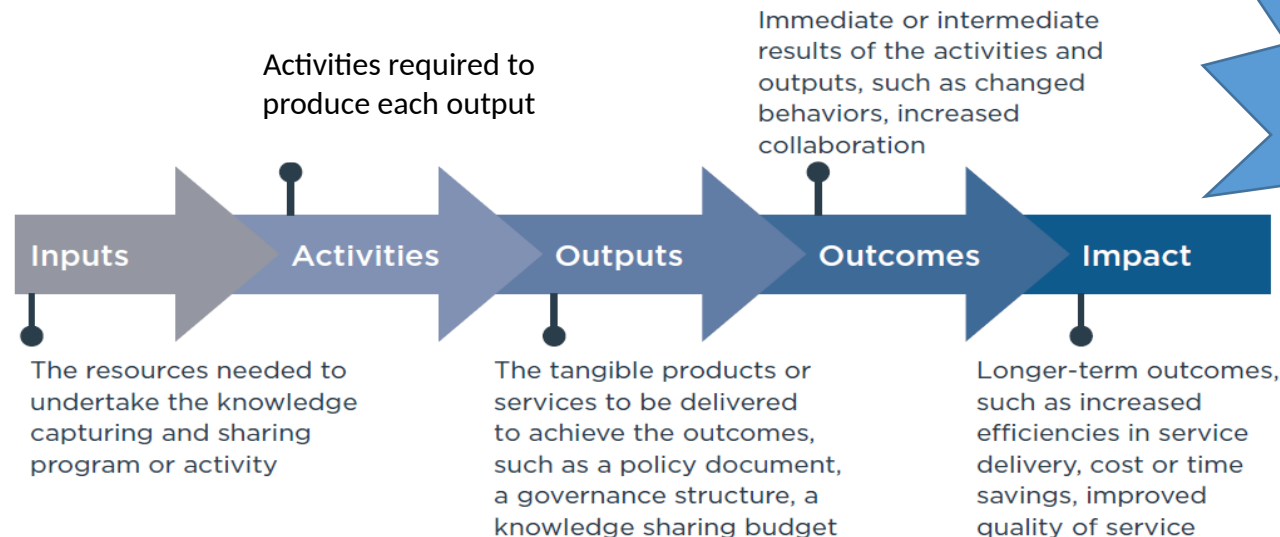 Activities required to
produce each output
Immediate or intermediate
results of the activities and
outputs, such as changed
behaviors, increased
collaboration
Inputs
Activities
Outputs
Outcomes
Impact
The resources needed to
undertake the knowledge
capturing and sharing
program or activity
The tangible products or
services to be delivered
to achieve the outcomes,
such as a policy document,
a governance structure, a
knowledge sharing budget
Longer-term outcomes,
such as increased
efficiencies in service
delivery, cost or time
savings, improved
quality of service